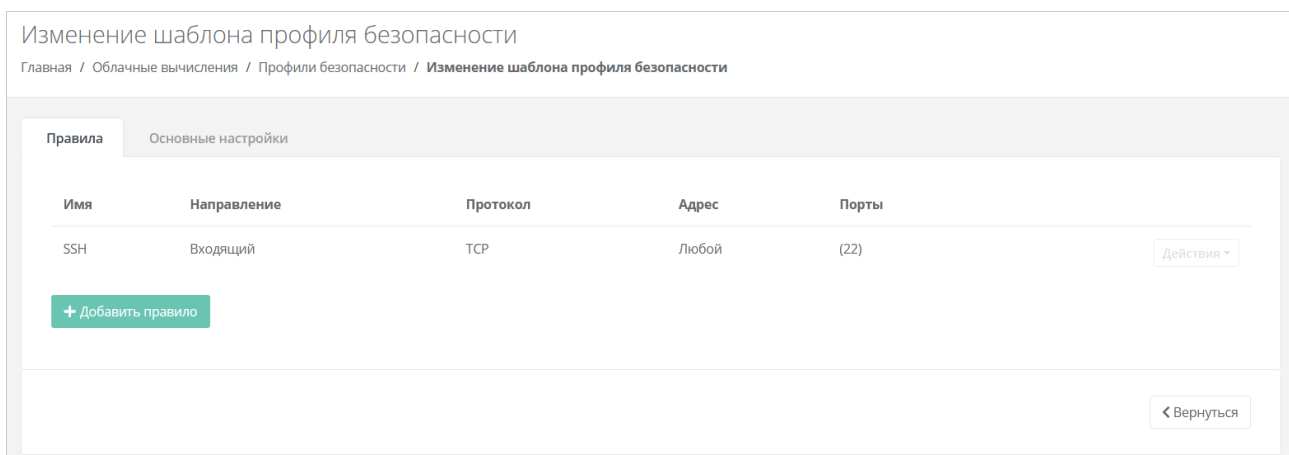 Изменение шаблона профиля безопасности
Главная / Облачные вычисления / Профили безопасности / Изменение шаблона профиля безопасности
Правила Основные настройки
Имя Направление Протокол Адрес Порты
SSH Входящий TCP Любой (22) Действия
+ Добавить правило
Вернуться